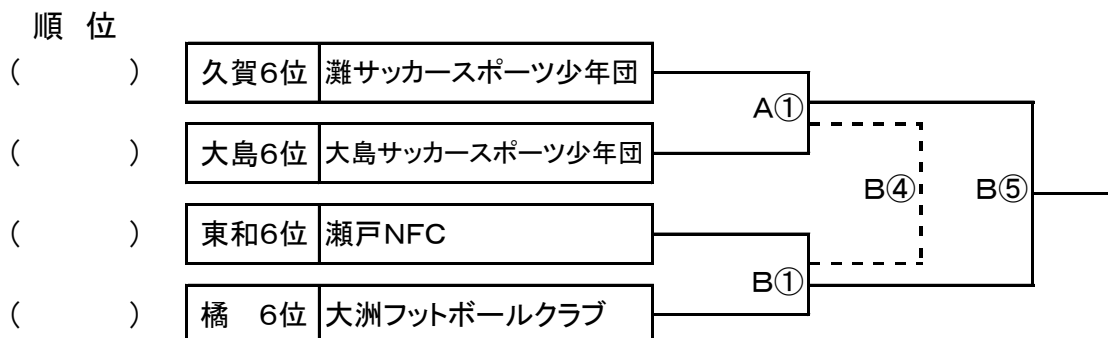 順 位
( ) 久賀6位 灘サッカースポーツ少年団
A①
( ) 大島6位 大島サッカースポーツ少年団
B④ B⑤
( ) 東和6位 瀬戸NFC
B①
( ) 橘 6位 大洲フットボールクラブ